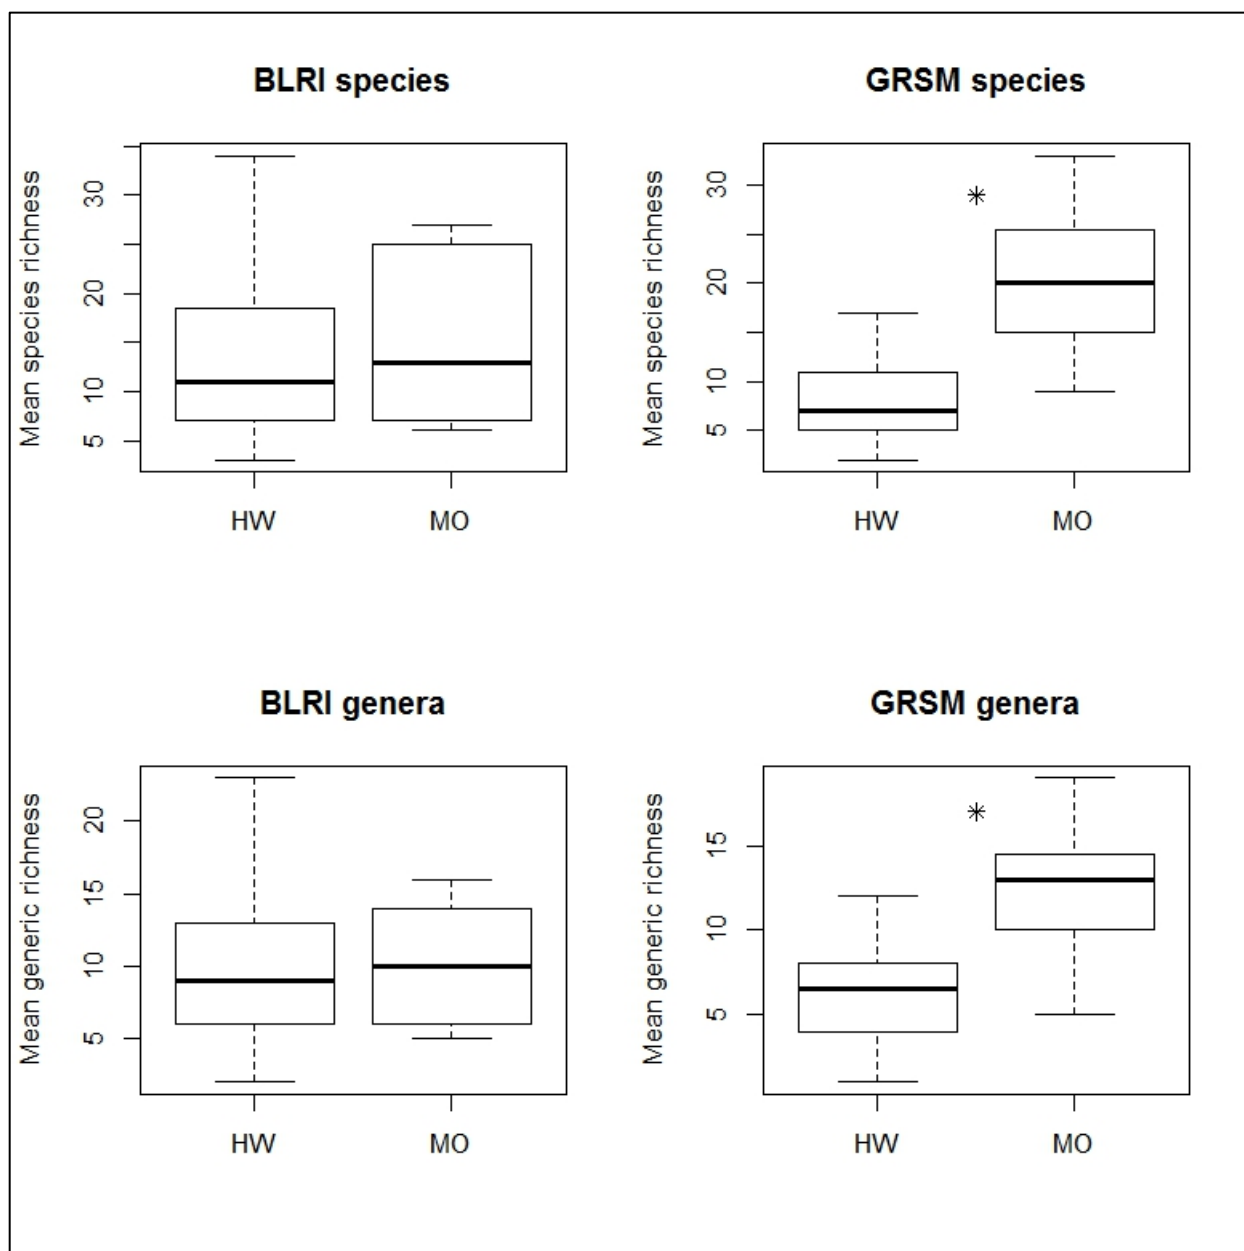 BLRI species
Mean species richness
30
20
10
5
HW MO
GRSM species
Mean species richness
30
20
10
5
*
HW MO
BLRI genera
Mean generic richness
20
15
10
5
HW MO
GRSM genera
Mean generic richness
15
10
5
*
HW MO